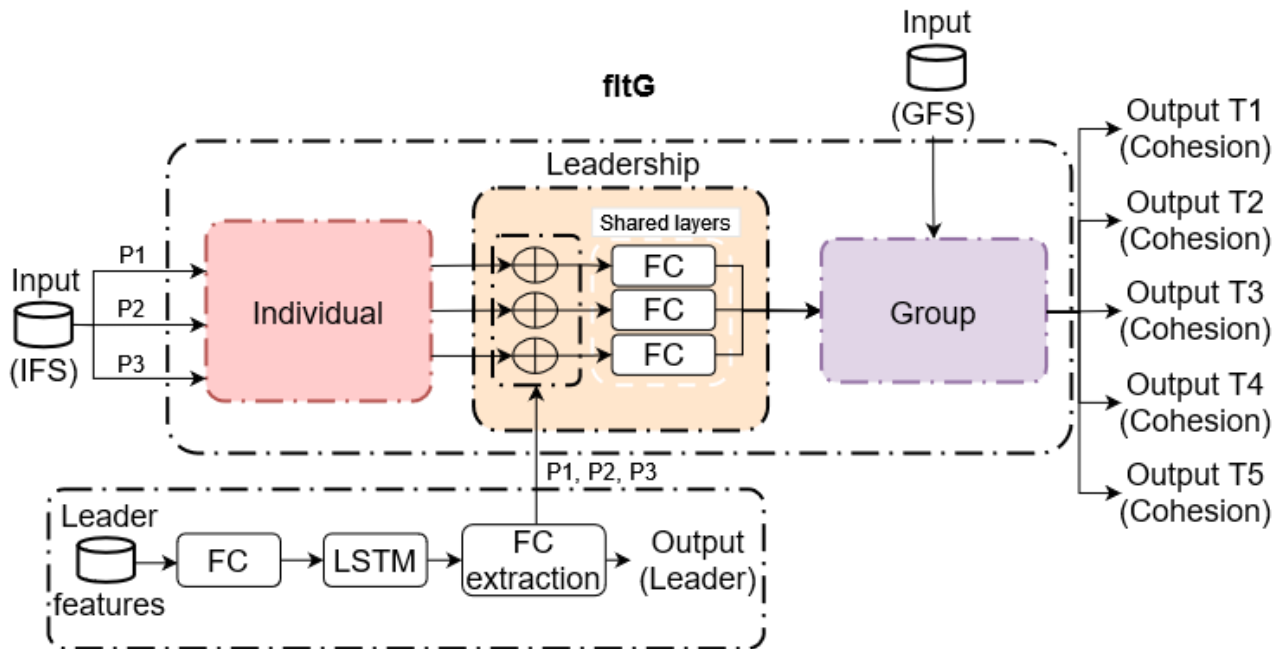 Input
(GFS)
fItG
Output T1
(Cohesion)
Output T2
(Cohesion)
Output T3
(Cohesion)
Output T4
(Cohesion)
Output T5
(Cohesion)
Leadership
Shared layers
FC
FC
FC
Input
(IFS)
P1
P2
P3
Individual
Group
P1, P2, P3
Leader
features
FC
LSTM
FC
extraction
Output
(Leader)